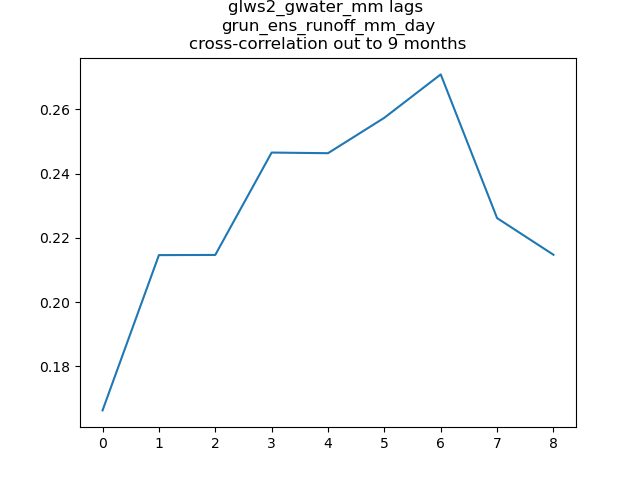 glws2_gwater_mm lags
grun_ens_runoff_mm_day
cross-correlation out to 9 months
0.26
0.24
0.22
0.20
0.18
0 1 2 3 4 5 6 7 8